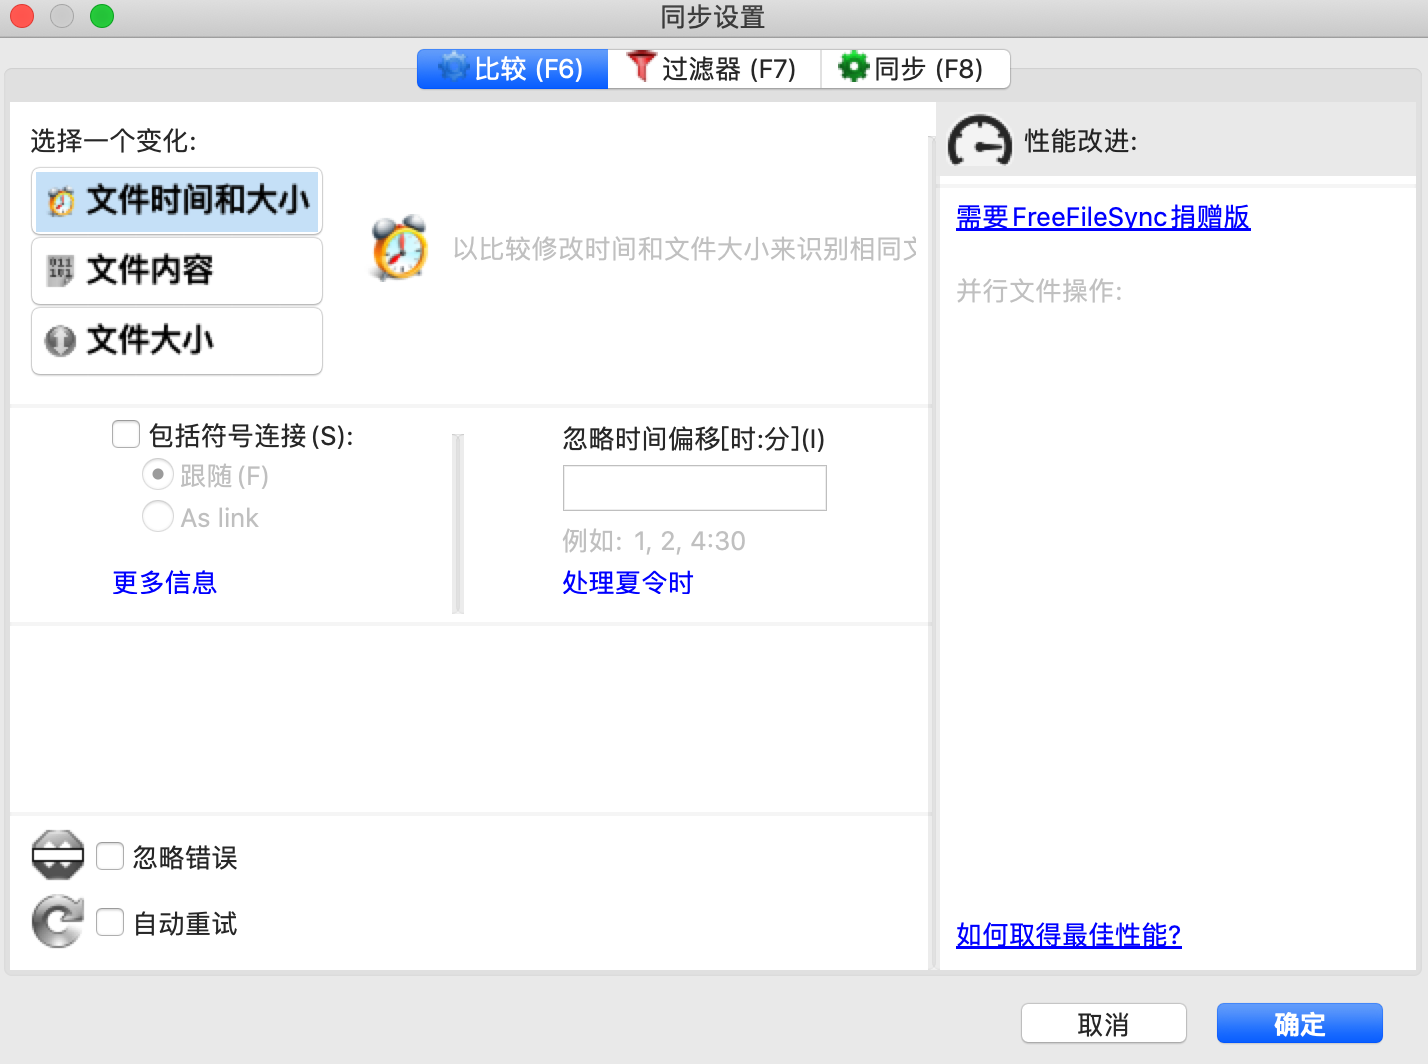 同步设置
比较 (F6)
过滤器 (F7)
同步 (F8)
选择一个变化:
文件时间和大小
文件内容
文件大小
以比较修改时间和文件大小来识别相同文
包括符号连接(S):
跟随(F)
As link
更多信息
忽略时间偏移[时:分](I)
例如: 1, 2, 4:30
处理夏令时
忽略错误
自动重试
性能改进:
需要FreeFileSync捐赠版
并行文件操作:
如何取得最佳性能?
取消
确定